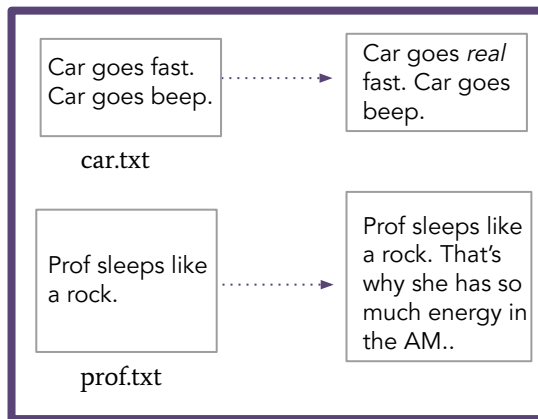 Car goes fast.
Car goes beep.
car.txt
Car goes real
fast. Car goes
beep.
Prof sleeps like
a rock.
prof.txt
Prof sleeps like
a rock. That’s
why she has so
much energy in
the AM..